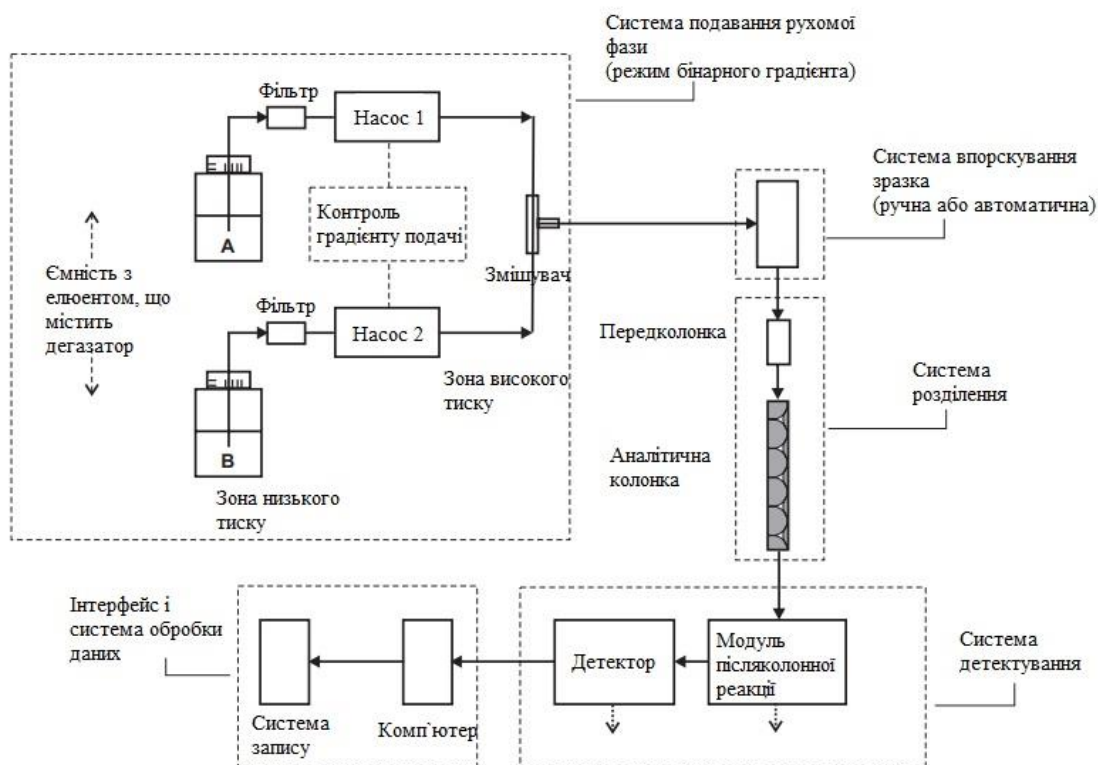 Система подавання рухомої
фази
(режим бінарного градієнта)
Фільтр
Насос 1
Система впорскування
зразка
(ручна або автоматична)
A
Контроль
градієнту подачі
Змішувач
Ємність з
елюентом, що
містить
дегазатор
Фільтр
Насос 2
Передколонка
Зона високого
тиску
Система
розділення
B
Аналітична
колонка
Зона низького
тиску
Інтерфейс і
система обробки
даних
Детектор
Модуль
післяколонної
реакції
Система
детектування
Система
запису
Комп`ютер